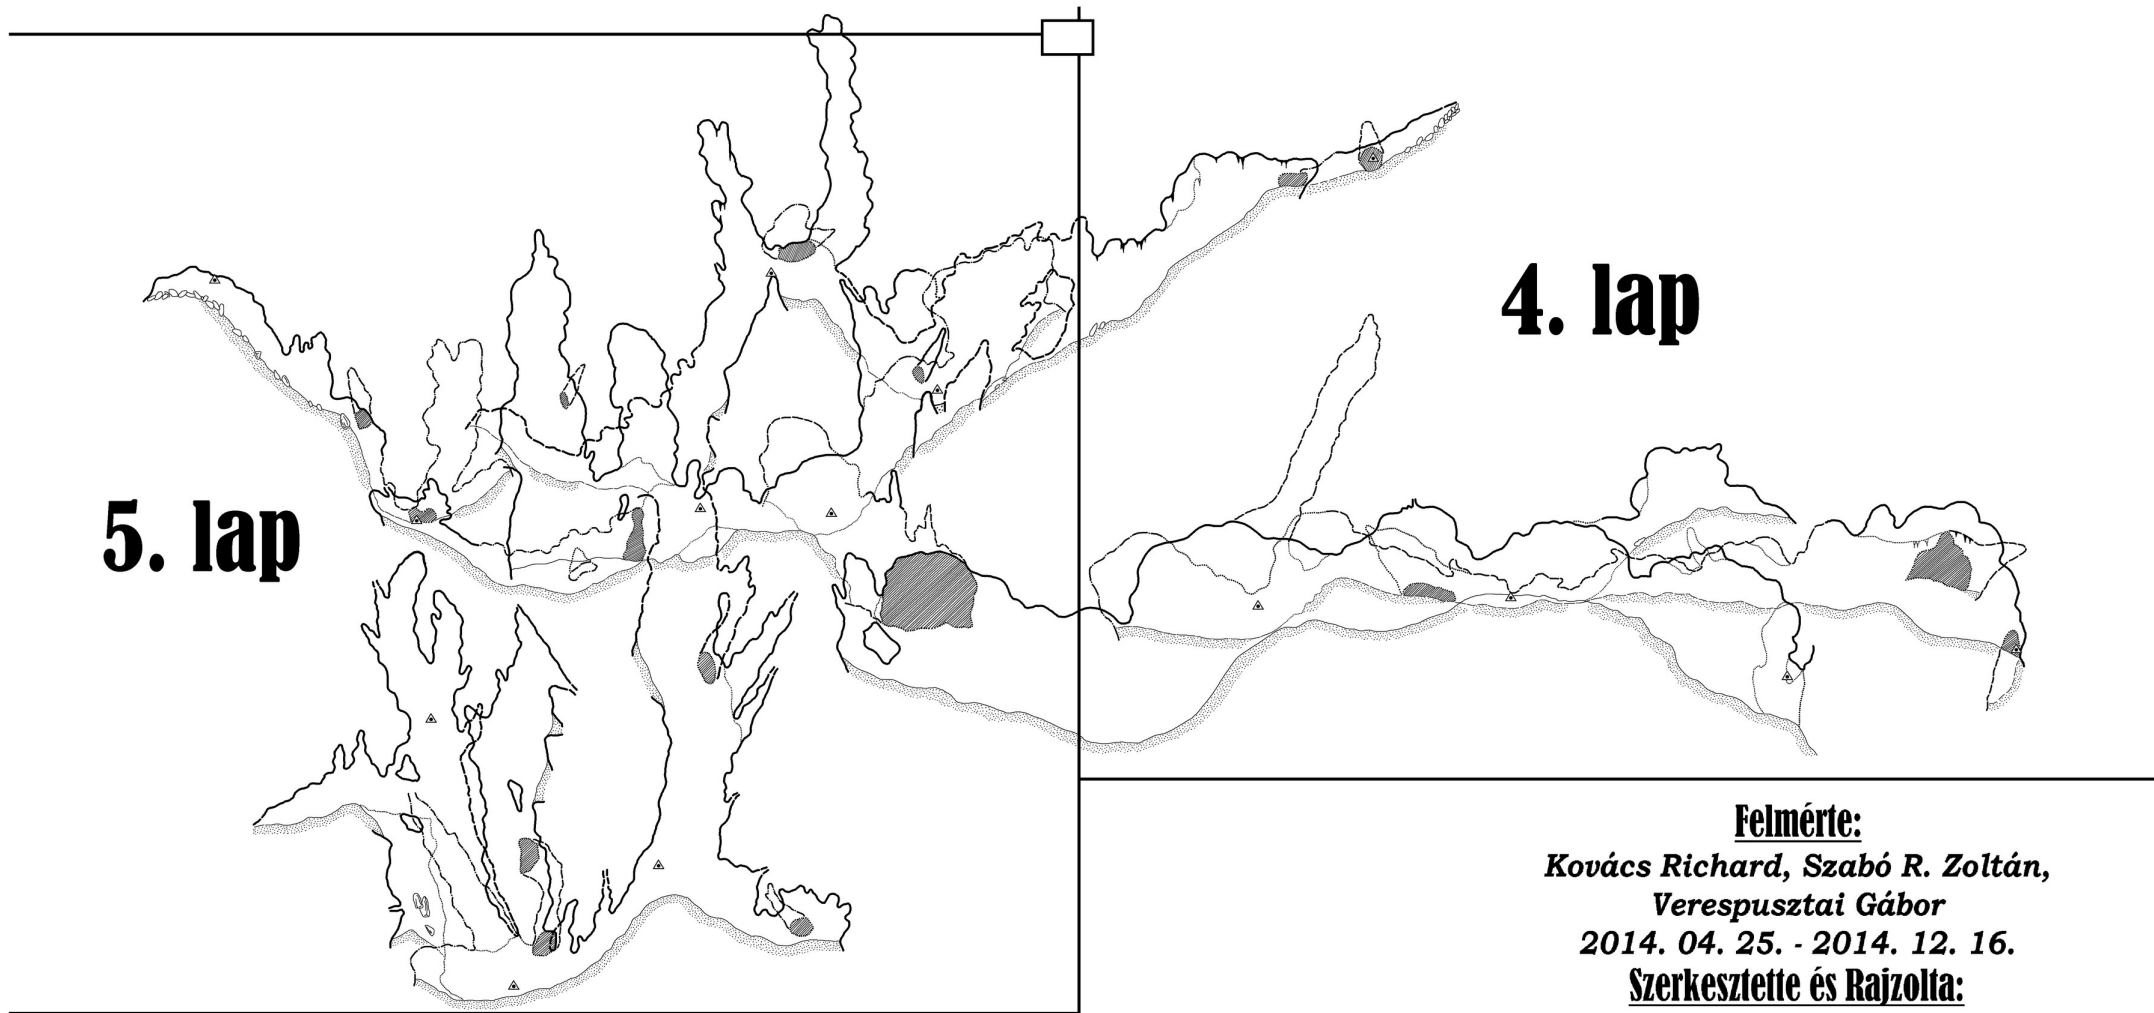 4. lap
5. lap
Felmérte:
Kovács Richard, Szabó R. Zoltán,
Verespusztai Gábor
2014. 04. 25. - 2014. 12. 16.
Szerkesztette és Rajzolta: